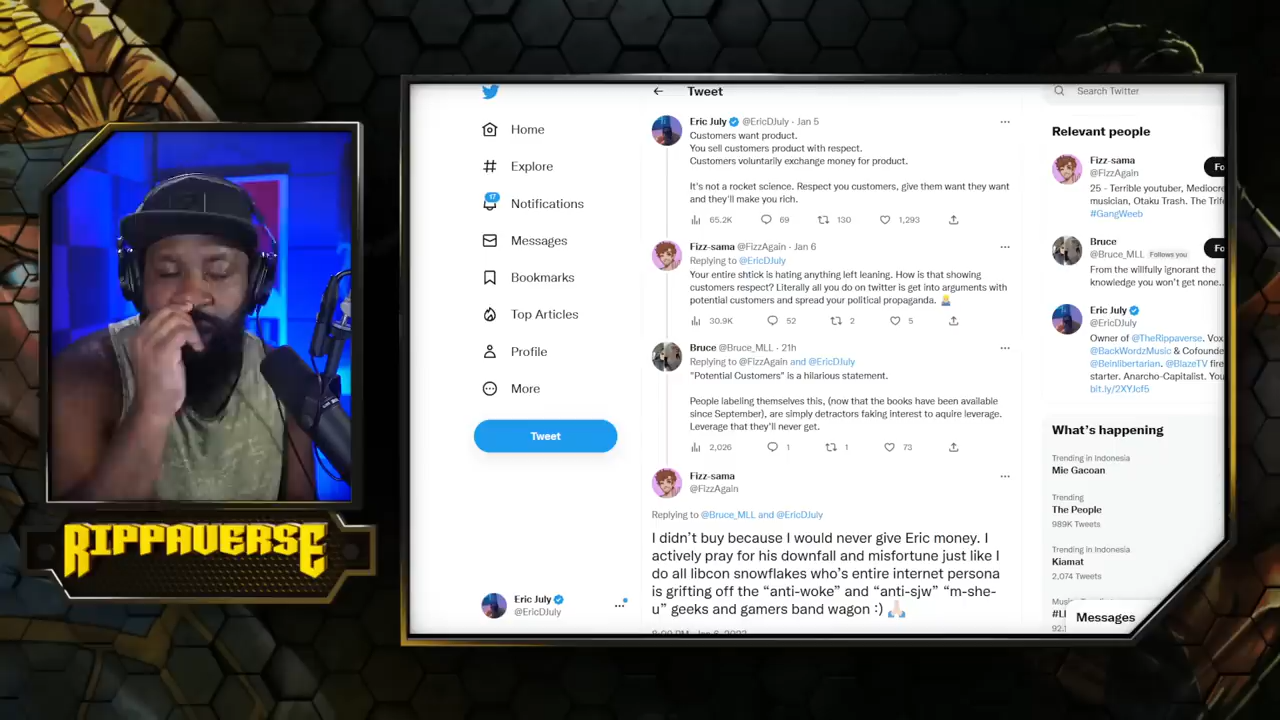 Tweet
Search Twitter
Home
Explore
17
Notifications
Messages
Bookmarks
Top Articles
Profile
More
Tweet
Eric July @EricDJuly · Jan 5
Customers want product.
You sell customers product with respect.
Customers voluntarily exchange money for product.
It's not a rocket science. Respect you customers, give them want they want
and they'll make you rich.
65.2K 69 130 1,293
Fizz-sama @FizzAgain · Jan 6
Replying to @EricDJuly
Your entire shtick is hating anything left leaning. How is that showing
customers respect? Literally all you do on twitter is get into arguments with
potential customers and spread your political propaganda.
30.9K 52 2 5
Bruce @Bruce_MLL · 21h
Replying to @FizzAgain and @EricDJuly
"Potential Customers" is a hilarious statement.
People labeling themselves this, (now that the books have been available
since September), are simply detractors faking interest to aquire leverage.
Leverage that they'll never get.
2,026 1 1 73
Fizz-sama
@FizzAgain
Replying to @Bruce_MLL and @EricDJuly
I didn't buy because I would never give Eric money. I
actively pray for his downfall and misfortune just like I
do all libcon snowflakes who's entire internet persona
is grifting off the “anti-woke” and “anti-sjw” “m-she-
u” geeks and gamers band wagon :)
Relevant people
Fizz-sama
@FizzAgain
Fo
25 - Terrible youtuber, Mediocre
musician, Otaku Trash. The Trife
#GangWeeb
Bruce
@Bruce_MLL Follows you
Fo
From the willfully ignorant the
knowledge you won't get none...
Eric July
@EricDJuly
Owner of @TheRippaverse. Vox
@BackWordzMusic & Cofounde
@Beinlibertarian. @BlazeTV fire
starter. Anarcho-Capitalist. You
bit.ly/2XYJcf5
What's happening
Trending in Indonesia
Mie Gacoan
Trending
The People
989K Tweets
Trending in Indonesia
Kiamat
2,074 Tweets
#LI
92.
Messages
Eric July
@EricDJuly
RIPPAVERSE